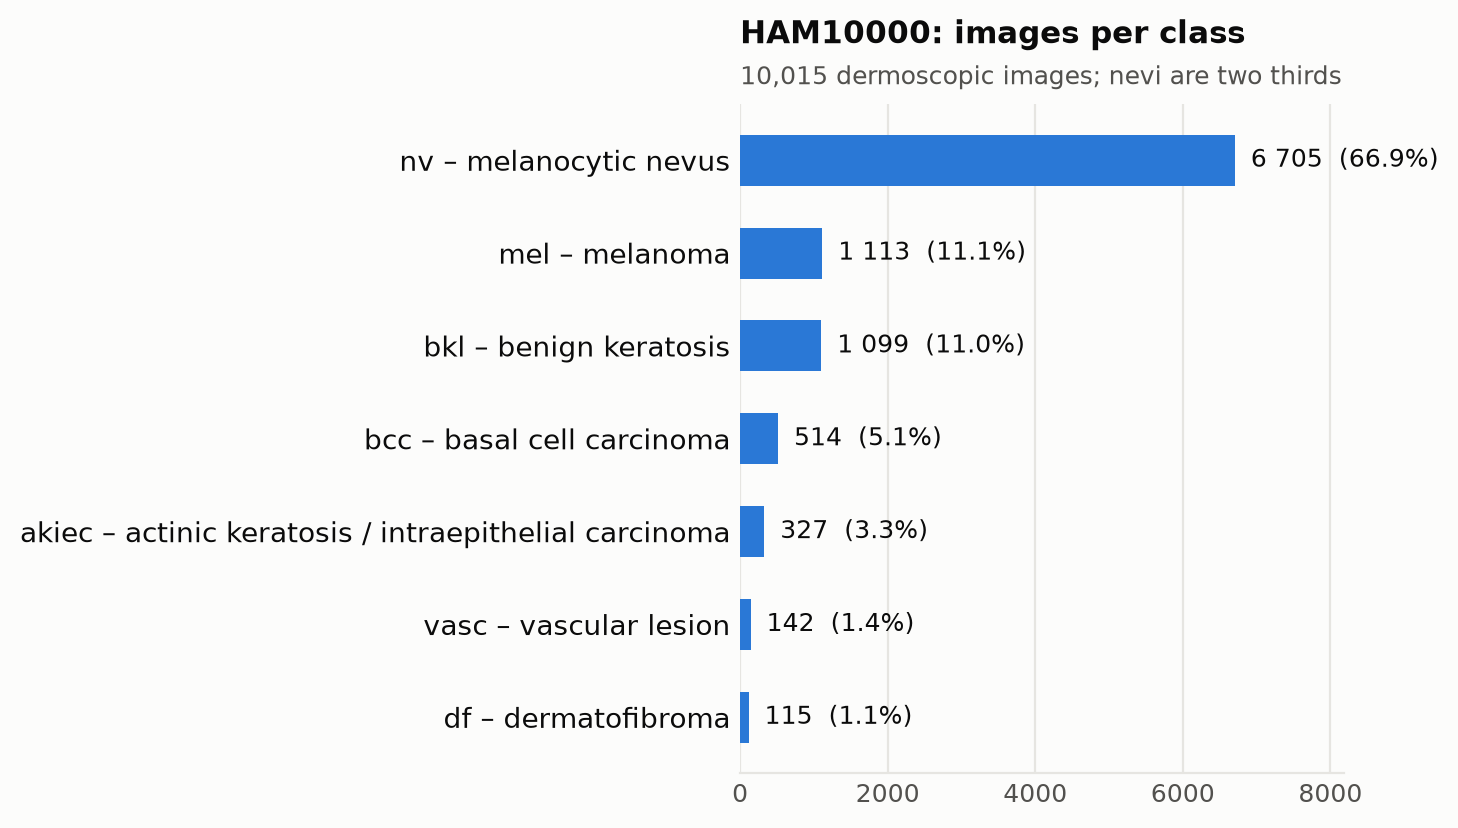 HAM10000: images per class
10,015 dermoscopic images; nevi are two thirds
nv – melanocytic nevus 6 705 (66.9%)
mel – melanoma 1 113 (11.1%)
bkl – benign keratosis 1 099 (11.0%)
bcc – basal cell carcinoma 514 (5.1%)
akiec – actinic keratosis / intraepithelial carcinoma 327 (3.3%)
vasc – vascular lesion 142 (1.4%)
df – dermatofibroma 115 (1.1%)
0 2000 4000 6000 8000